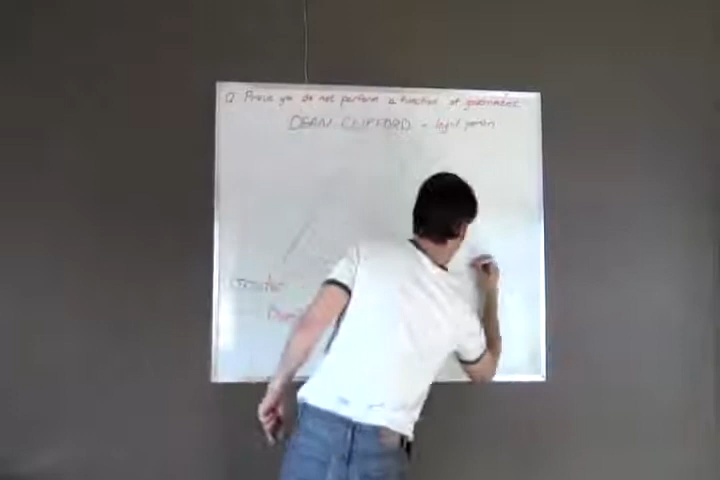 Q Prove you do not perform a function of government.
DEAN CLIFFORD - legal person